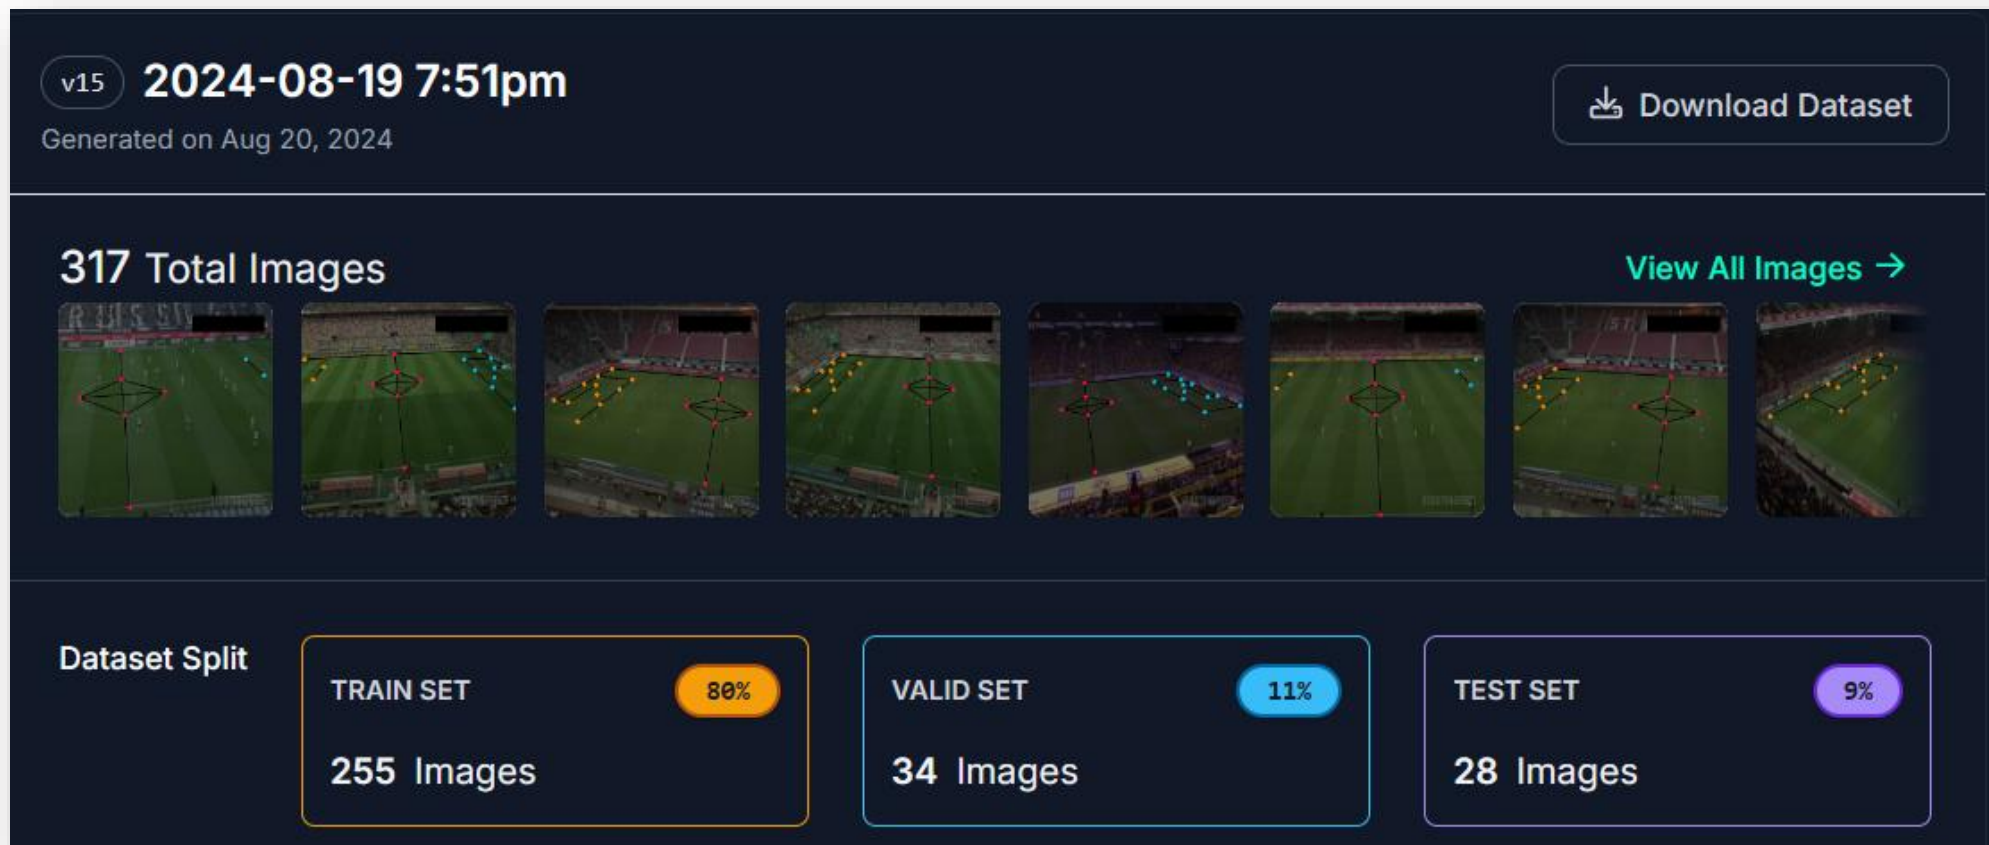 v15 2024-08-19 7:51pm
Generated on Aug 20, 2024
Download Dataset
317 Total Images
View All Images →
Dataset Split
TRAIN SET 80%
255 Images
VALID SET 11%
34 Images
TEST SET 9%
28 Images